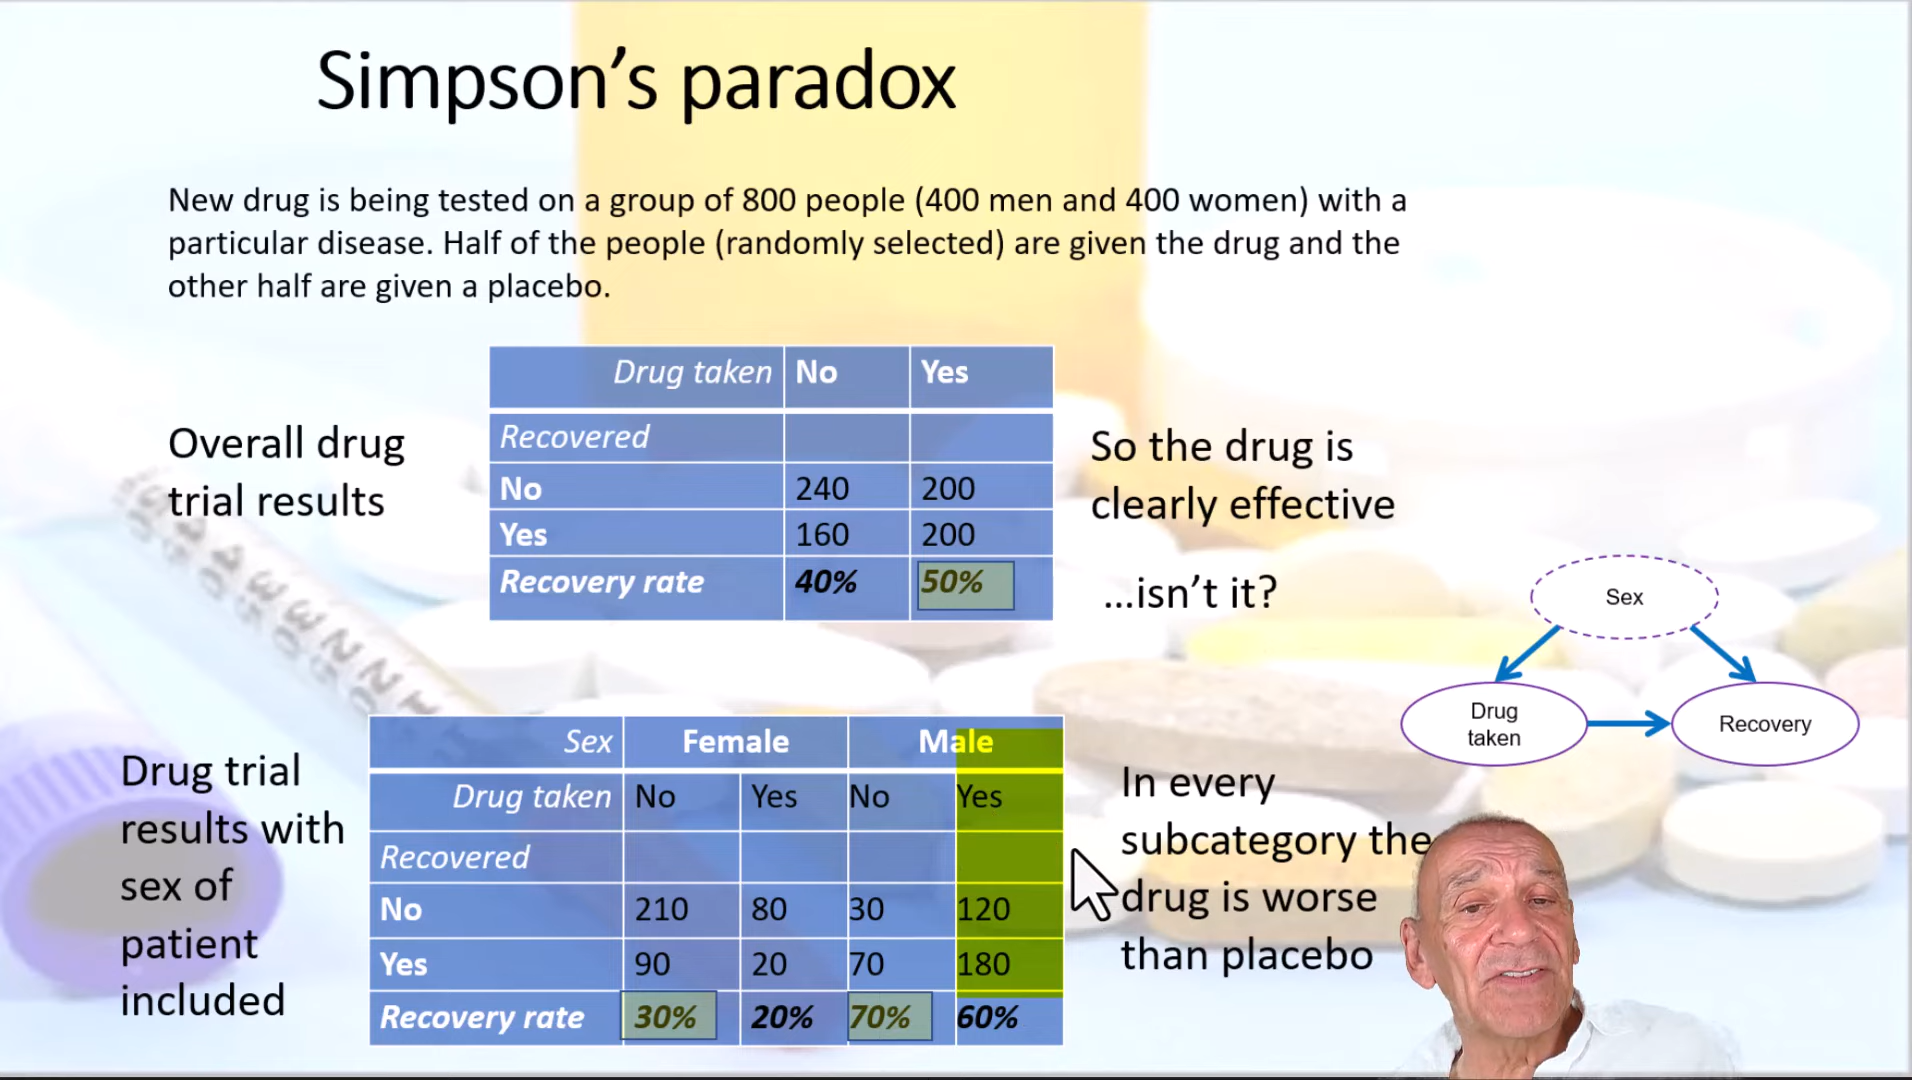 Simpson’s paradox
New drug is being tested on a group of 800 people (400 men and 400 women) with a
particular disease. Half of the people (randomly selected) are given the drug and the
other half are given a placebo.
Overall drug
trial results
Drug taken No Yes
Recovered
No 240 200
Yes 160 200
Recovery rate 40% 50%
So the drug is
clearly effective
...isn’t it?
Sex
Drug
taken
Recovery
Drug trial
results with
sex of
patient
included
Sex Female Male
Drug taken No Yes No Yes
Recovered
No 210 80 30 120
Yes 90 20 70 180
Recovery rate 30% 20% 70% 60%
In every
subcategory the
drug is worse
than placebo